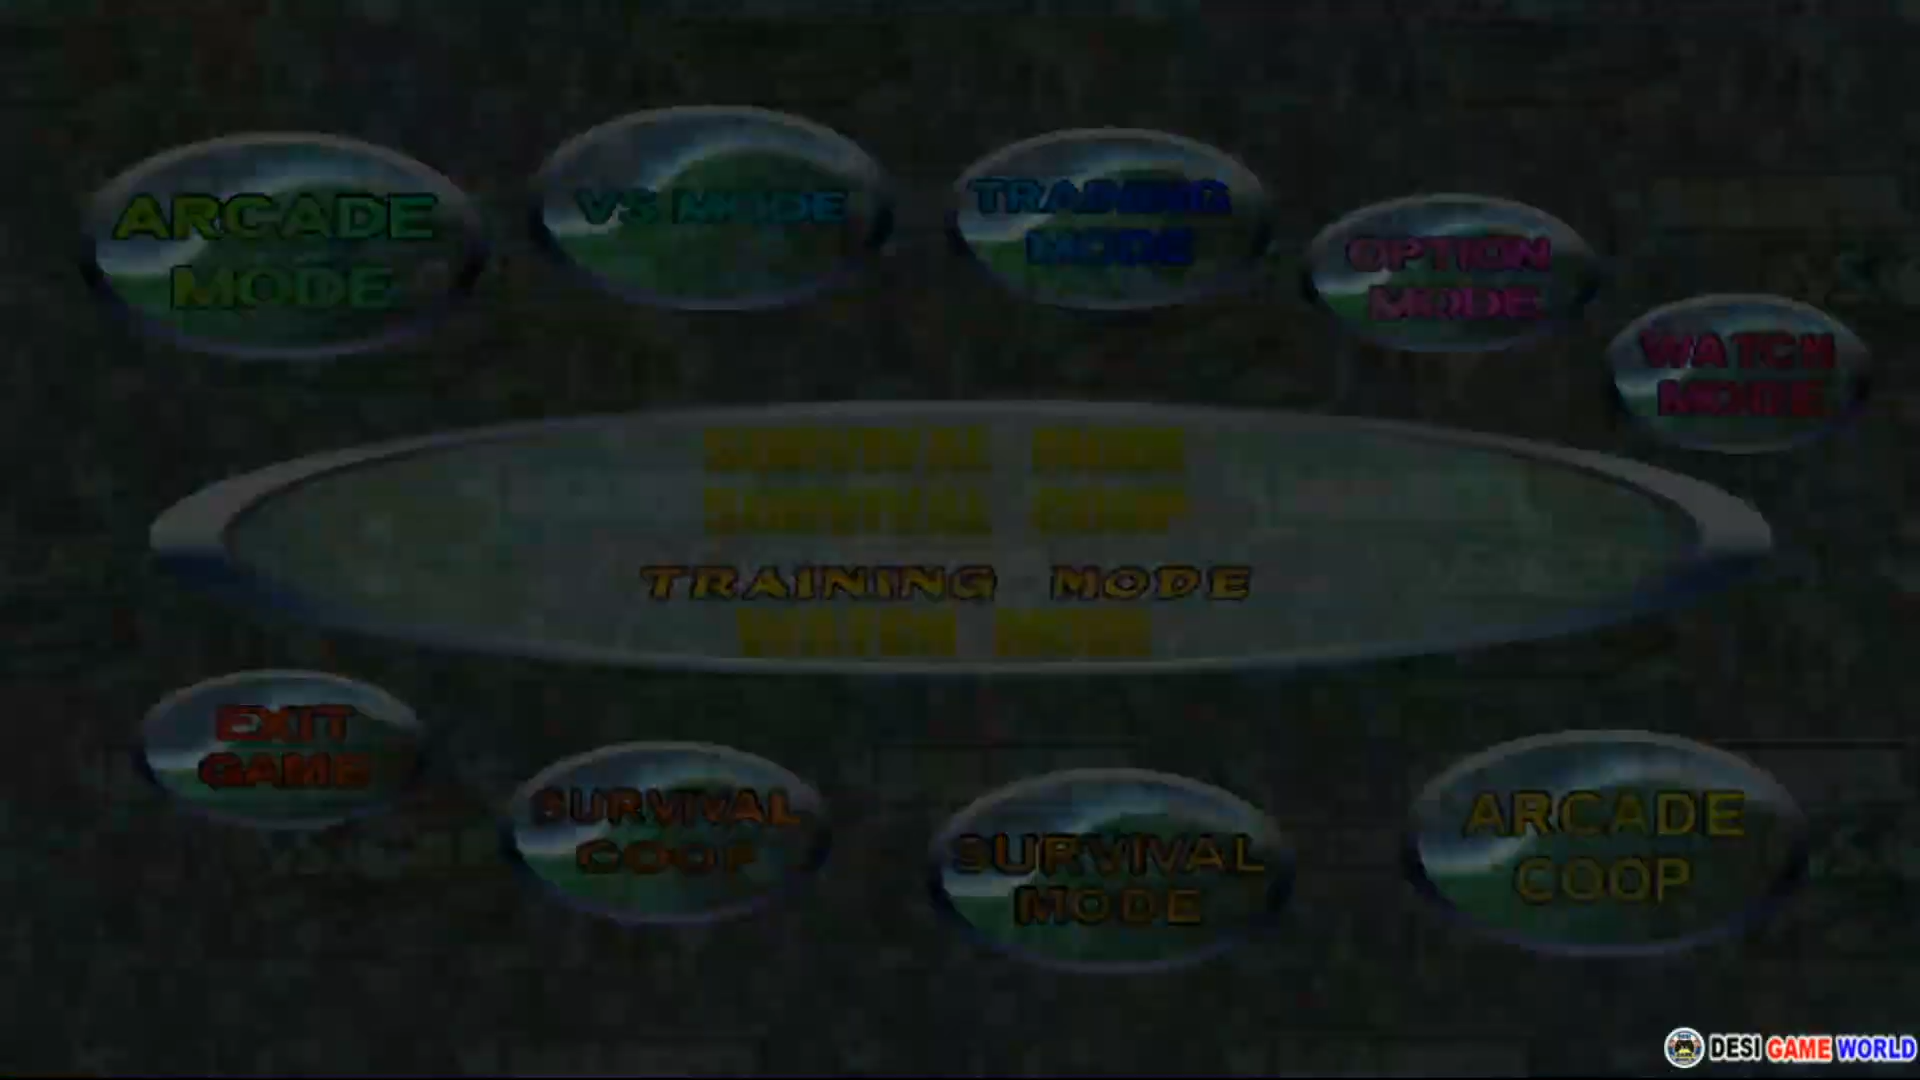 ARCADE
MODE
VS MODE
TRAINING
MODE
OPTION
MODE
WATCH
MODE
SURVIVAL MODE
SURVIVAL COOP
TRAINING MODE
WATCH MODE
EXIT
GAME
SURVIVAL
COOP
SURVIVAL
MODE
ARCADE
COOP
DESI GAME WORLD